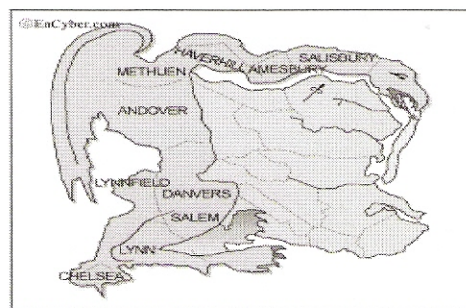 ©EnCyber.com
HAVERHILL
SALISBURY
METHUEN
AMESBURY
ANDOVER
LYNNFIELD
DANVERS
SALEM
LYNN
CHELSEA